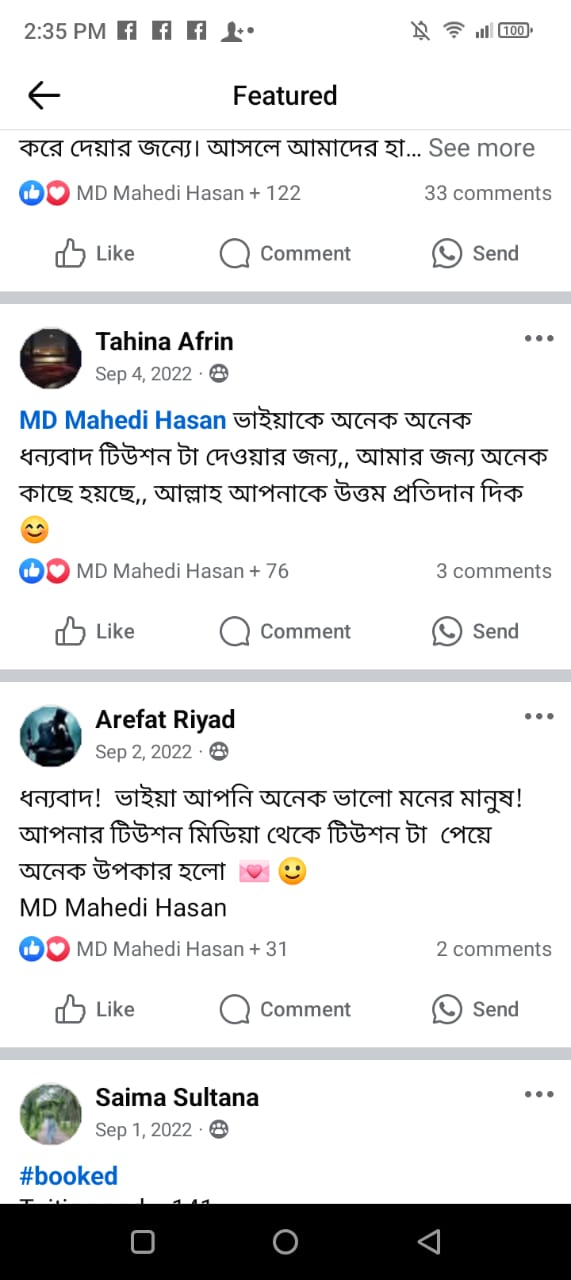 2:35 PM
100
Featured
করে দেয়ার জন্যে। আসলে আমাদের হা... See more
MD Mahedi Hasan + 122
33 comments
Like
Comment
Send
Tahina Afrin
Sep 4, 2022 ·
MD Mahedi Hasan ভাইয়াকে অনেক অনেক
ধন্যবাদ টিউশন টা দেওয়ার জন্য,, আমার জন্য অনেক
কাছে হয়ছে,, আল্লাহ আপনাকে উত্তম প্রতিদান দিক
😊
MD Mahedi Hasan + 76
3 comments
Like
Comment
Send
Arefat Riyad
Sep 2, 2022 ·
ধন্যবাদ! ভাইয়া আপনি অনেক ভালো মনের মানুষ!
আপনার টিউশন মিডিয়া থেকে টিউশন টা পেয়ে
অনেক উপকার হলো 💌 🙂
MD Mahedi Hasan
MD Mahedi Hasan + 31
2 comments
Like
Comment
Send
Saima Sultana
Sep 1, 2022 ·
#booked